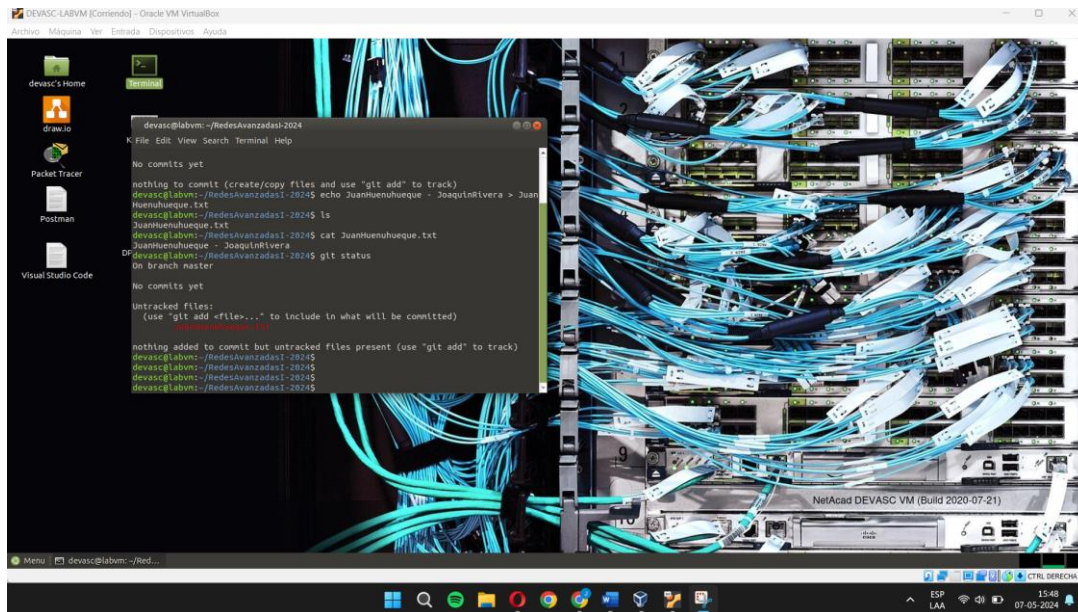 DEVASC-LABVM [Corriendo] - Oracle VM VirtualBox
Archivo Máquina Ver Entrada Dispositivos Ayuda
devasc's Home
Terminal
draw.io
Packet Tracer
Postman
Visual Studio Code
devasc@labvm: ~/RedesAvanzadasI-2024
File Edit View Search Terminal Help
No commits yet
nothing to commit (create/copy files and use "git add" to track)
devasc@labvm:~/RedesAvanzadasI-2024$ echo JuanHuenuhueque - JoaquinRivera > Juan
Huenuhueque.txt
devasc@labvm:~/RedesAvanzadasI-2024$ ls
JuanHuenuhueque.txt
devasc@labvm:~/RedesAvanzadasI-2024$ cat JuanHuenuhueque.txt
JuanHuenuhueque - JoaquinRivera
devasc@labvm:~/RedesAvanzadasI-2024$ git status
On branch master
No commits yet
Untracked files:
(use "git add <file>..." to include in what will be committed)
nothing added to commit but untracked files present (use "git add" to track)
devasc@labvm:~/RedesAvanzadasI-2024$
devasc@labvm:~/RedesAvanzadasI-2024$
devasc@labvm:~/RedesAvanzadasI-2024$
devasc@labvm:~/RedesAvanzadasI-2024$
2
9
10
NetAcad DEVASC VM (Build 2020-07-21)
Menu devasc@labvm: ~/Red...
CTRL DERECHA
ESP
LAA
15:48
07-05-2024